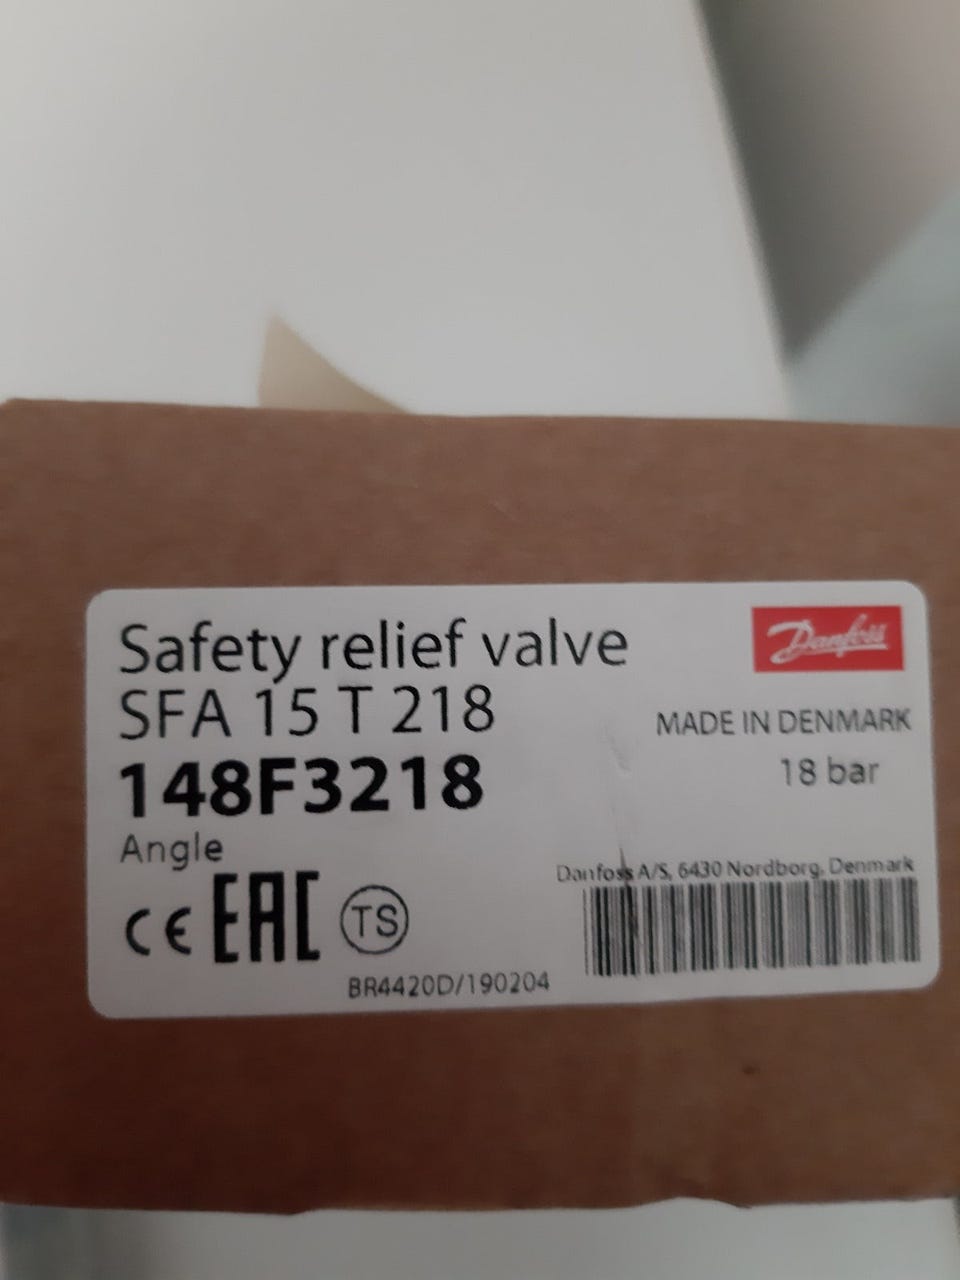 Safety relief valve
SFA 15 T 218
148F3218
Angle
CE EAC TS
BR4420D/190204
Danfoss
MADE IN DENMARK
18 bar
Danfoss A/S, 6430 Nordborg, Denmark